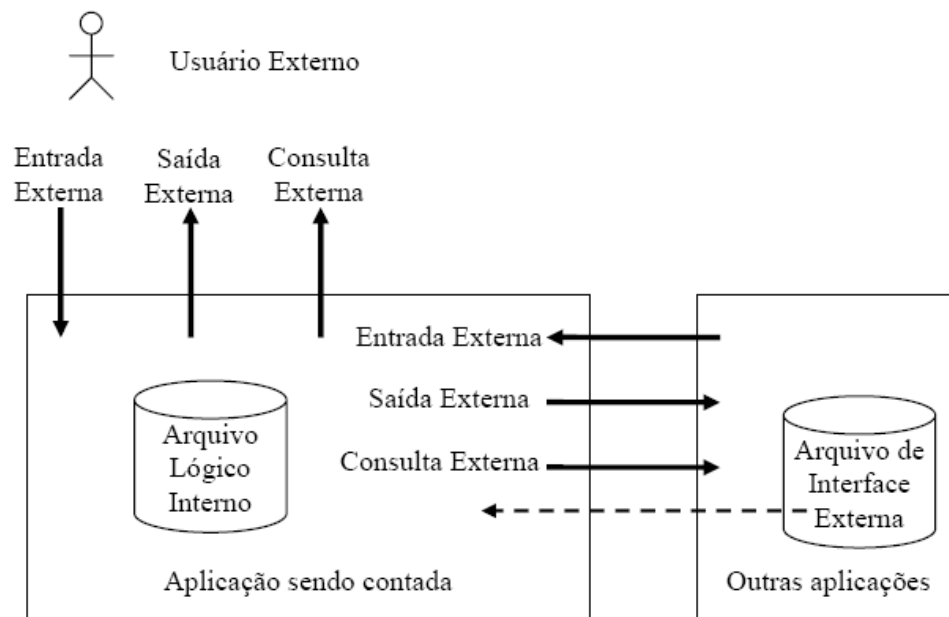 Usuário Externo
Entrada
Externa
Saída
Externa
Consulta
Externa
Entrada Externa
Saída Externa
Consulta Externa
Arquivo
Lógico
Interno
Arquivo de
Interface
Externa
Aplicação sendo contada
Outras aplicações